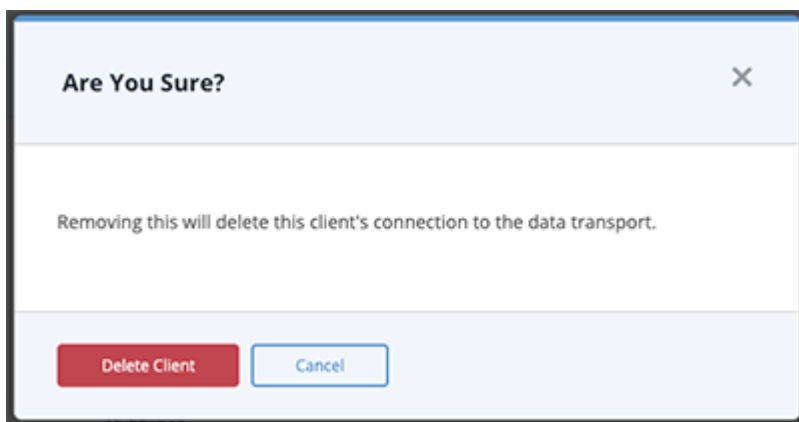 Are You Sure?
Removing this will delete this client's connection to the data transport.
Delete Client
Cancel